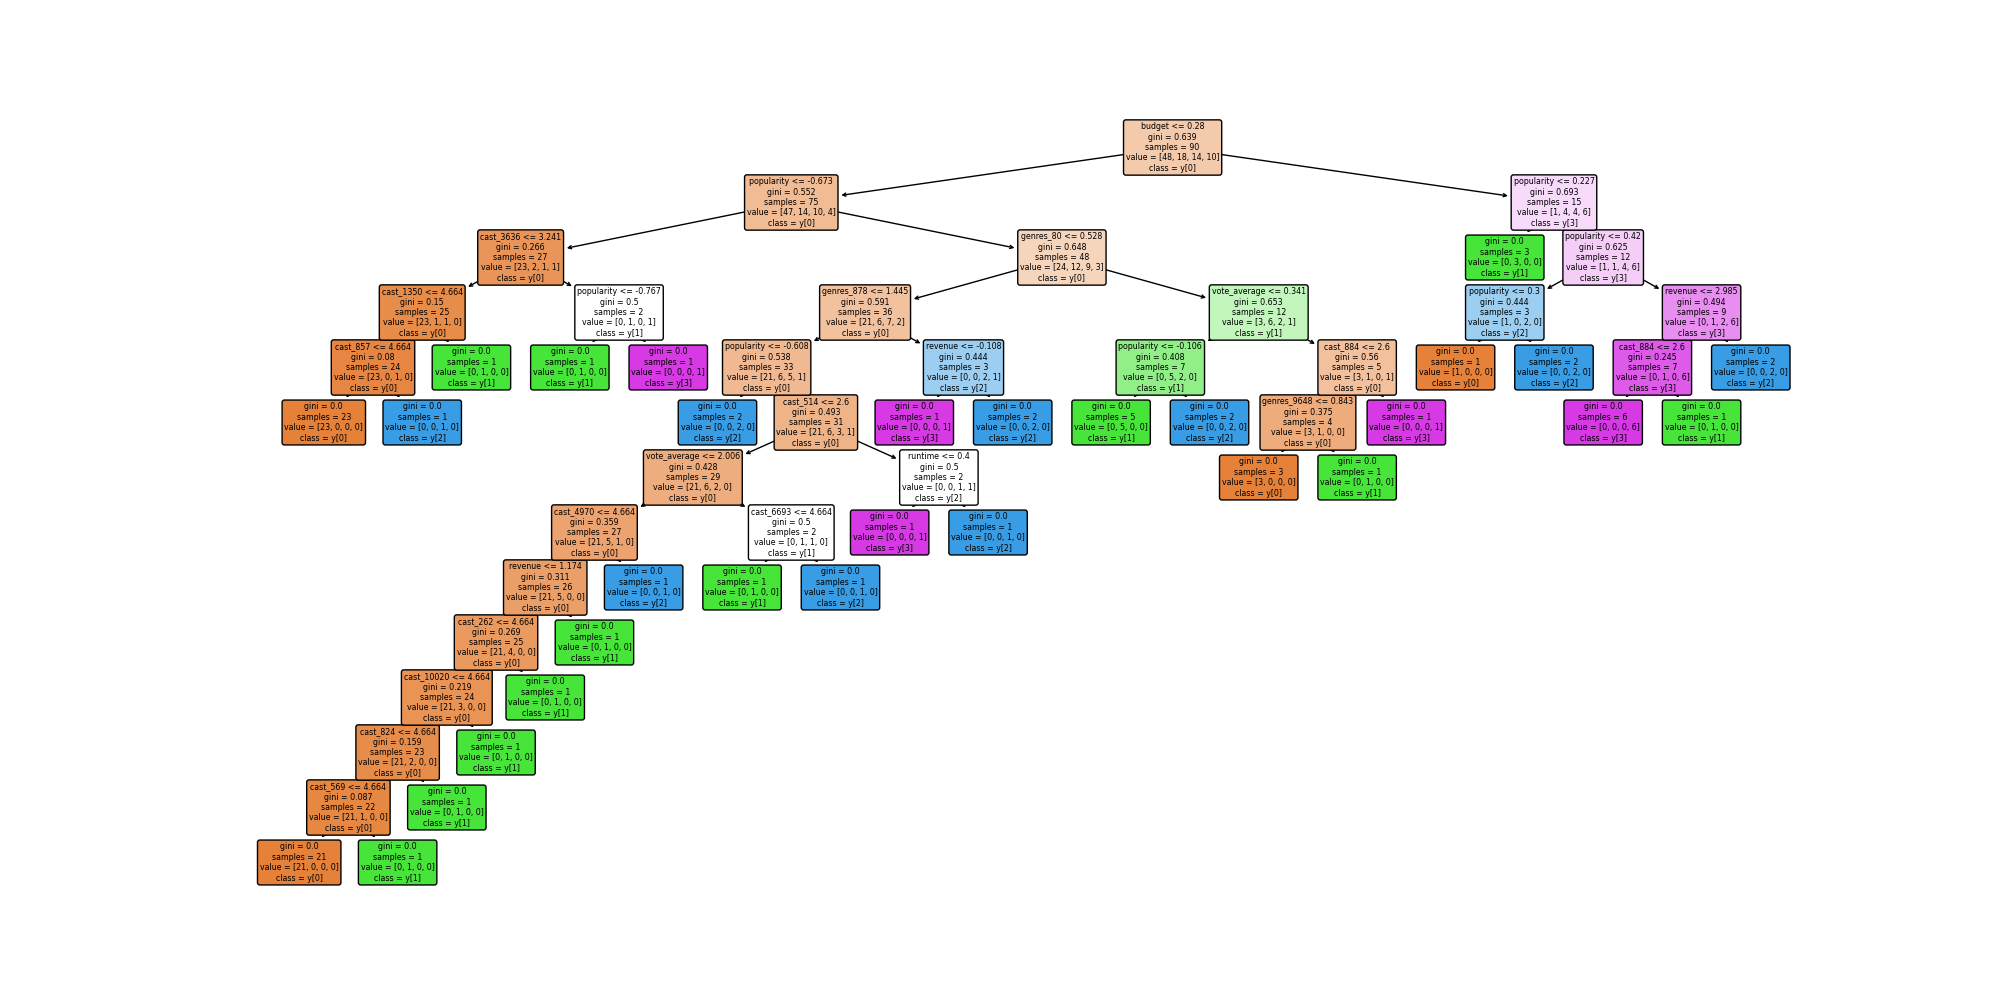 budget <= 0.28
gini = 0.639
samples = 90
value = [48, 18, 14, 10]
class = y[0]
popularity <= -0.673
gini = 0.552
samples = 75
value = [47, 14, 10, 4]
class = y[0]
popularity <= 0.227
gini = 0.693
samples = 15
value = [1, 4, 4, 6]
class = y[3]
cast_3636 <= 3.241
gini = 0.266
samples = 27
value = [23, 2, 1, 1]
class = y[0]
genres_80 <= 0.528
gini = 0.648
samples = 48
value = [24, 12, 9, 3]
class = y[0]
gini = 0.0
samples = 3
value = [0, 3, 0, 0]
class = y[1]
popularity <= 0.42
gini = 0.625
samples = 12
value = [1, 1, 4, 6]
class = y[3]
cast_1350 <= 4.664
gini = 0.15
samples = 25
value = [23, 1, 1, 0]
class = y[0]
popularity <= -0.767
gini = 0.5
samples = 2
value = [0, 1, 0, 1]
class = y[1]
genres_878 <= 1.445
gini = 0.591
samples = 36
value = [21, 6, 7, 2]
class = y[0]
vote_average <= 0.341
gini = 0.653
samples = 12
value = [3, 6, 2, 1]
class = y[1]
popularity <= 0.3
gini = 0.444
samples = 3
value = [1, 0, 2, 0]
class = y[2]
revenue <= 2.985
gini = 0.494
samples = 9
value = [0, 1, 2, 6]
class = y[3]
cast_857 <= 4.664
gini = 0.08
samples = 24
value = [23, 0, 1, 0]
class = y[0]
gini = 0.0
samples = 1
value = [0, 1, 0, 0]
class = y[1]
gini = 0.0
samples = 1
value = [0, 1, 0, 0]
class = y[1]
gini = 0.0
samples = 1
value = [0, 0, 0, 1]
class = y[3]
popularity <= -0.608
gini = 0.538
samples = 33
value = [21, 6, 5, 1]
class = y[0]
revenue <= -0.108
gini = 0.444
samples = 3
value = [0, 0, 2, 1]
class = y[2]
popularity <= -0.106
gini = 0.408
samples = 7
value = [0, 5, 2, 0]
class = y[1]
cast_884 <= 2.6
gini = 0.56
samples = 5
value = [3, 1, 0, 1]
class = y[0]
gini = 0.0
samples = 1
value = [1, 0, 0, 0]
class = y[0]
gini = 0.0
samples = 2
value = [0, 0, 2, 0]
class = y[2]
cast_884 <= 2.6
gini = 0.245
samples = 7
value = [0, 1, 0, 6]
class = y[3]
gini = 0.0
samples = 2
value = [0, 0, 2, 0]
class = y[2]
gini = 0.0
samples = 23
value = [23, 0, 0, 0]
class = y[0]
gini = 0.0
samples = 1
value = [0, 0, 1, 0]
class = y[2]
gini = 0.0
samples = 2
value = [0, 0, 2, 0]
class = y[2]
cast_514 <= 2.6
gini = 0.493
samples = 31
value = [21, 6, 3, 1]
class = y[0]
gini = 0.0
samples = 1
value = [0, 0, 0, 1]
class = y[3]
gini = 0.0
samples = 2
value = [0, 0, 2, 0]
class = y[2]
gini = 0.0
samples = 5
value = [0, 5, 0, 0]
class = y[1]
gini = 0.0
samples = 2
value = [0, 0, 2, 0]
class = y[2]
genres_9648 <= 0.843
gini = 0.375
samples = 4
value = [3, 1, 0, 0]
class = y[0]
gini = 0.0
samples = 1
value = [0, 0, 0, 1]
class = y[3]
gini = 0.0
samples = 6
value = [0, 0, 0, 6]
class = y[3]
gini = 0.0
samples = 1
value = [0, 1, 0, 0]
class = y[1]
vote_average <= 2.006
gini = 0.428
samples = 29
value = [21, 6, 2, 0]
class = y[0]
runtime <= 0.4
gini = 0.5
samples = 2
value = [0, 0, 1, 1]
class = y[2]
gini = 0.0
samples = 3
value = [3, 0, 0, 0]
class = y[0]
gini = 0.0
samples = 1
value = [0, 1, 0, 0]
class = y[1]
cast_4970 <= 4.664
gini = 0.359
samples = 27
value = [21, 5, 1, 0]
class = y[0]
cast_6693 <= 4.664
gini = 0.5
samples = 2
value = [0, 1, 1, 0]
class = y[1]
gini = 0.0
samples = 1
value = [0, 0, 0, 1]
class = y[3]
gini = 0.0
samples = 1
value = [0, 0, 1, 0]
class = y[2]
revenue <= 1.174
gini = 0.311
samples = 26
value = [21, 5, 0, 0]
class = y[0]
gini = 0.0
samples = 1
value = [0, 0, 1, 0]
class = y[2]
gini = 0.0
samples = 1
value = [0, 1, 0, 0]
class = y[1]
gini = 0.0
samples = 1
value = [0, 0, 1, 0]
class = y[2]
cast_262 <= 4.664
gini = 0.269
samples = 25
value = [21, 4, 0, 0]
class = y[0]
gini = 0.0
samples = 1
value = [0, 1, 0, 0]
class = y[1]
cast_10020 <= 4.664
gini = 0.219
samples = 24
value = [21, 3, 0, 0]
class = y[0]
gini = 0.0
samples = 1
value = [0, 1, 0, 0]
class = y[1]
cast_824 <= 4.664
gini = 0.159
samples = 23
value = [21, 2, 0, 0]
class = y[0]
gini = 0.0
samples = 1
value = [0, 1, 0, 0]
class = y[1]
cast_569 <= 4.664
gini = 0.087
samples = 22
value = [21, 1, 0, 0]
class = y[0]
gini = 0.0
samples = 1
value = [0, 1, 0, 0]
class = y[1]
gini = 0.0
samples = 21
value = [21, 0, 0, 0]
class = y[0]
gini = 0.0
samples = 1
value = [0, 1, 0, 0]
class = y[1]